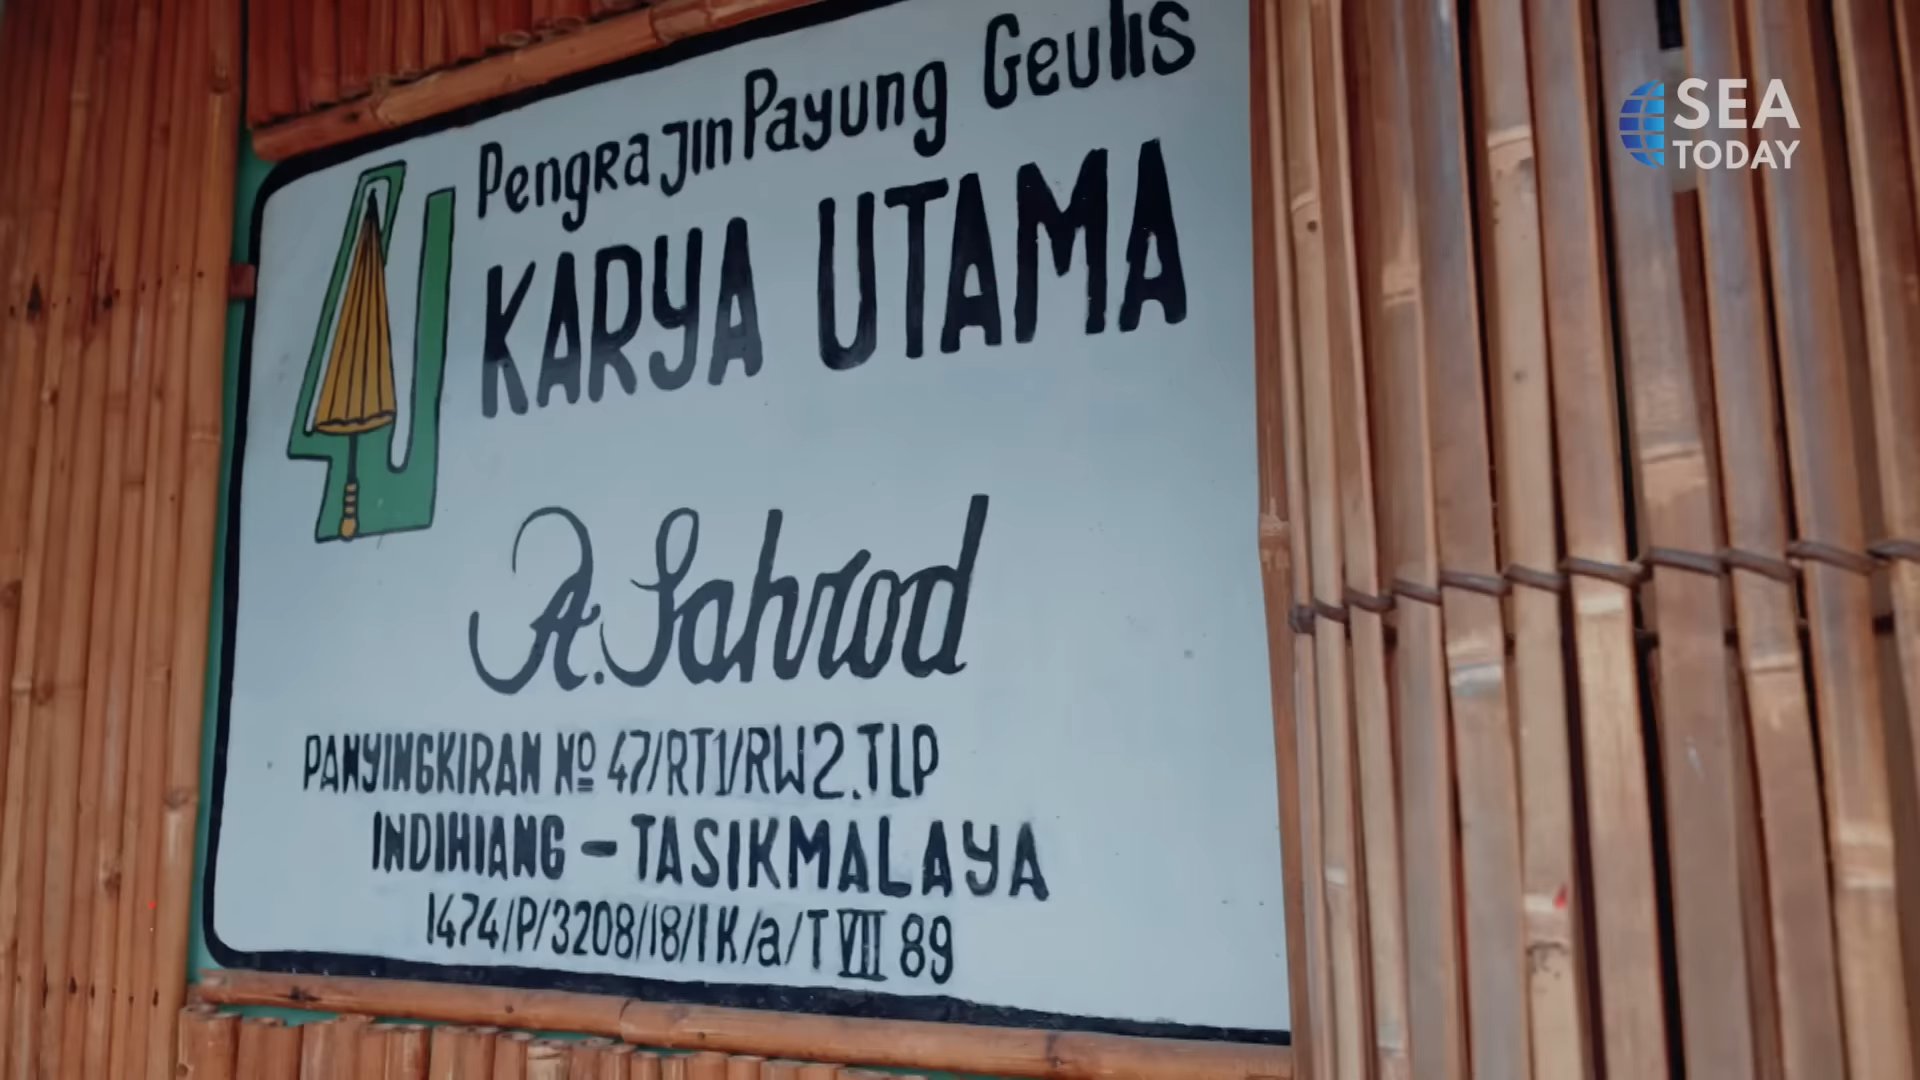 Pengrajin Payung Geulis
KARYA UTAMA
A. Sahrod
PANYINGKIRAN Nº 47/RT1/RW2.TLP
INDIHIANG – TASIKMALAYA
1474/P/3208/18/IK/a/T VII 89
SEA
TODAY